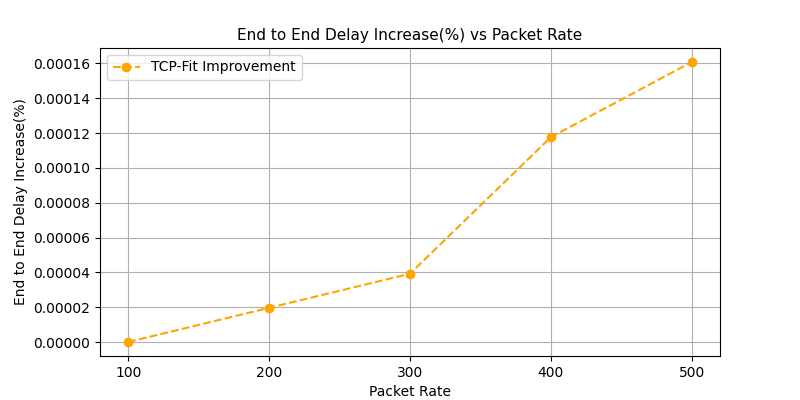 End to End Delay Increase(%) vs Packet Rate
TCP-Fit Improvement
End to End Delay Increase(%)
0.00016
0.00014
0.00012
0.00010
0.00008
0.00006
0.00004
0.00002
0.00000
100 200 300 400 500
Packet Rate